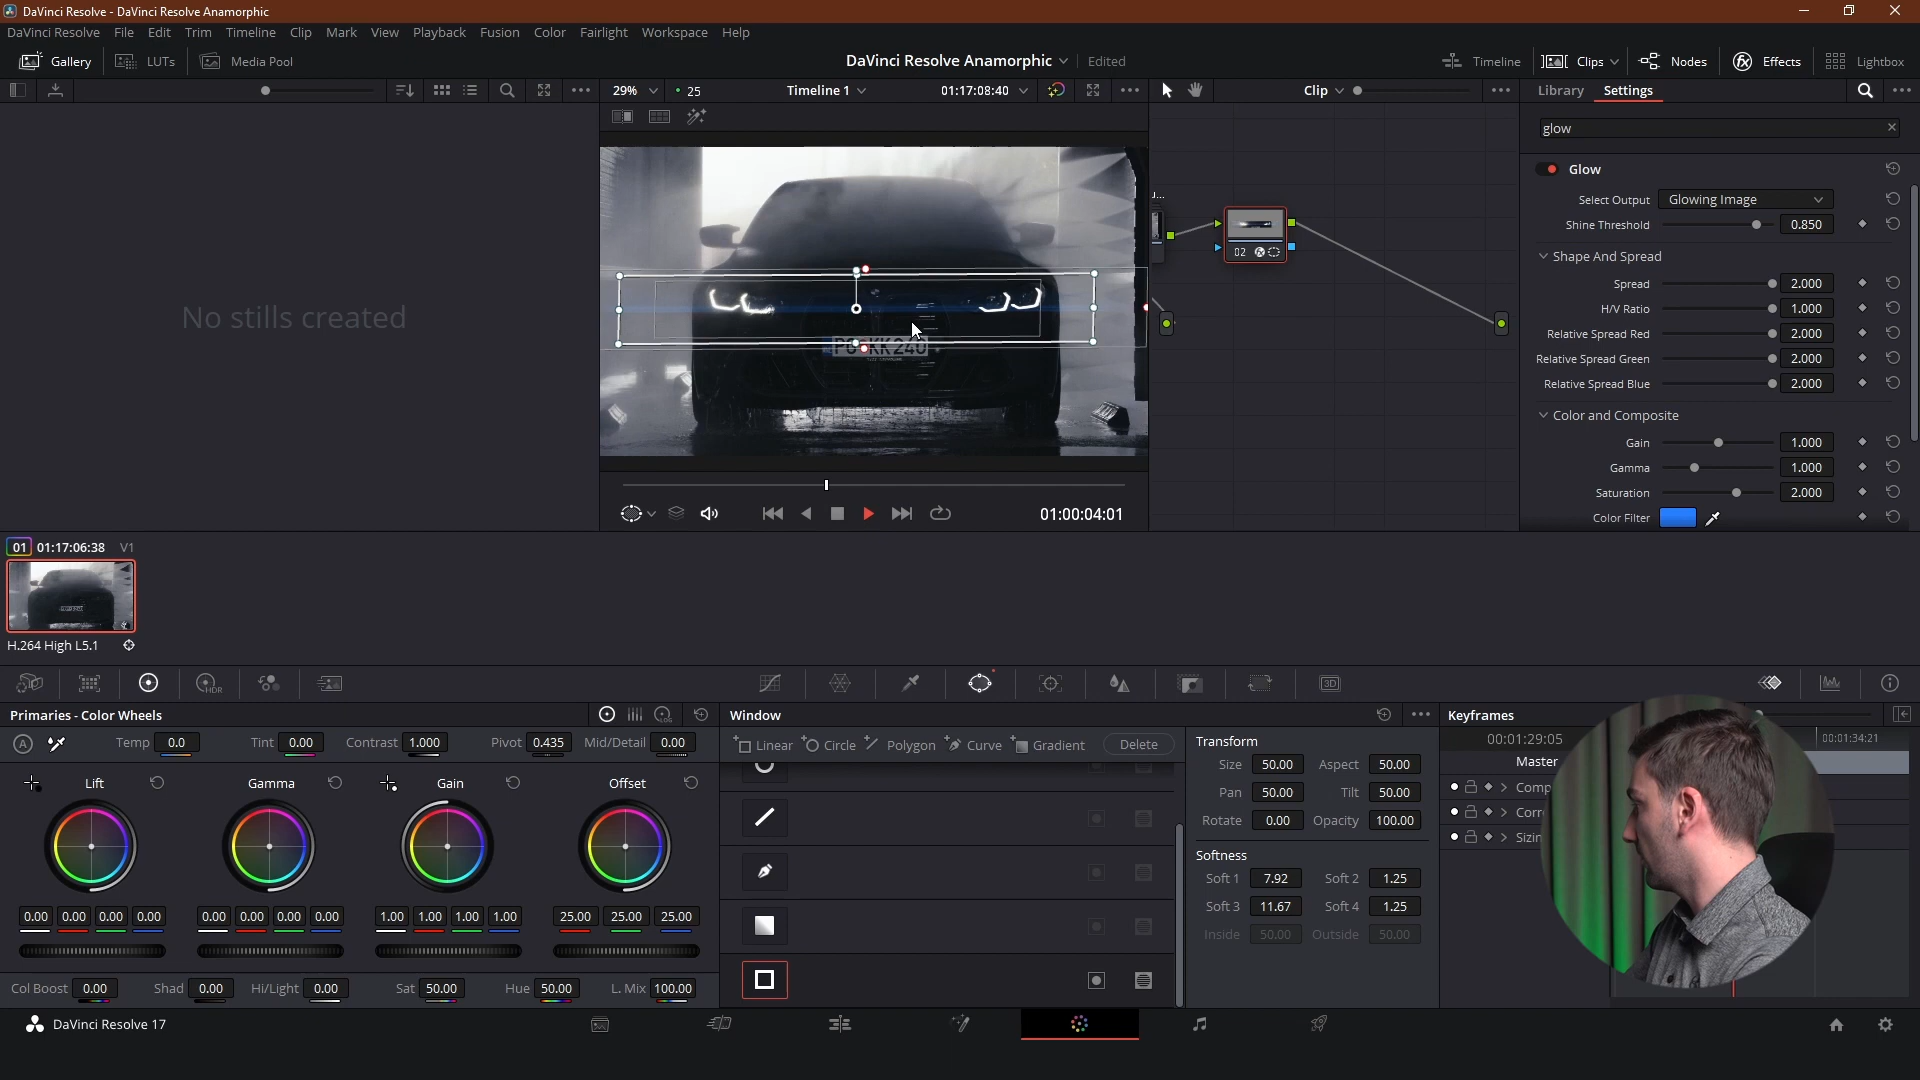 DaVinci Resolve - DaVinci Resolve Anamorphic
DaVinci Resolve File Edit Trim Timeline Clip Mark View Playback Fusion Color Fairlight Workspace Help
Gallery LUTs Media Pool DaVinci Resolve Anamorphic Edited Timeline Clips Nodes Effects Lightbox
29% 25 Timeline 1 01:17:08:40 Clip Library Settings
glow
Glow
Select Output Glowing Image
Shine Threshold 0.850
Shape And Spread
Spread 2.000
H/V Ratio 1.000
Relative Spread Red 2.000
Relative Spread Green 2.000
Relative Spread Blue 2.000
Color and Composite
Gain 1.000
Gamma 1.000
Saturation 2.000
Color Filter
No stills created
02
01:00:04:01
01 01:17:06:38 V1
H.264 High L5.1
HDR
3D
Primaries - Color Wheels
LOG
A Temp 0.0 Tint 0.00 Contrast 1.000 Pivot 0.435 Mid/Detail 0.00
Lift Gamma Gain Offset
0.00 0.00 0.00 0.00 0.00 0.00 0.00 0.00 1.00 1.00 1.00 1.00 25.00 25.00 25.00
Col Boost 0.00 Shad 0.00 Hi/Light 0.00 Sat 50.00 Hue 50.00 L. Mix 100.00
Window
Linear Circle Polygon Curve Gradient Delete
Transform
Size 50.00 Aspect 50.00
Pan 50.00 Tilt 50.00
Rotate 0.00 Opacity 100.00
Softness
Soft 1 7.92 Soft 2 1.25
Soft 3 11.67 Soft 4 1.25
Inside 50.00 Outside 50.00
Keyframes
00:01:29:05 00:01:34:21
Master
Comp
Corr
Sizin
DaVinci Resolve 17